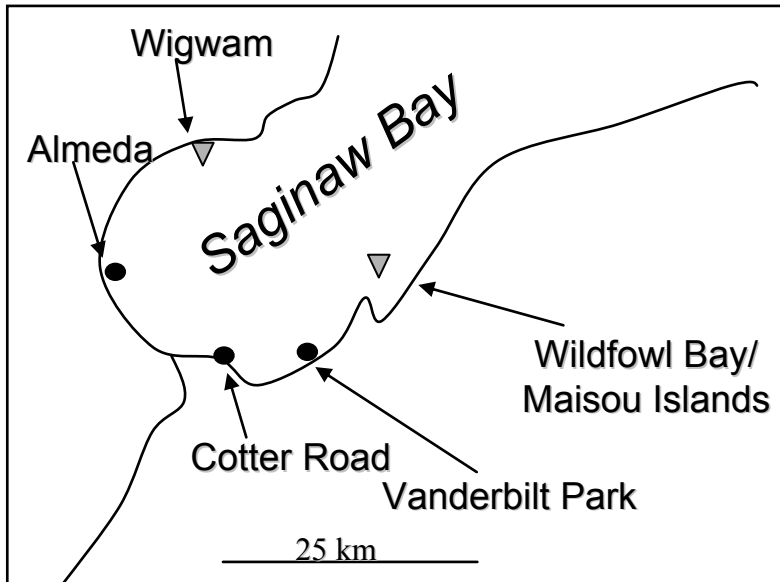 Wigwam
Almeda
Saginaw Bay
Wildfowl Bay/
Maisou Islands
Cotter Road
Vanderbilt Park
25 km